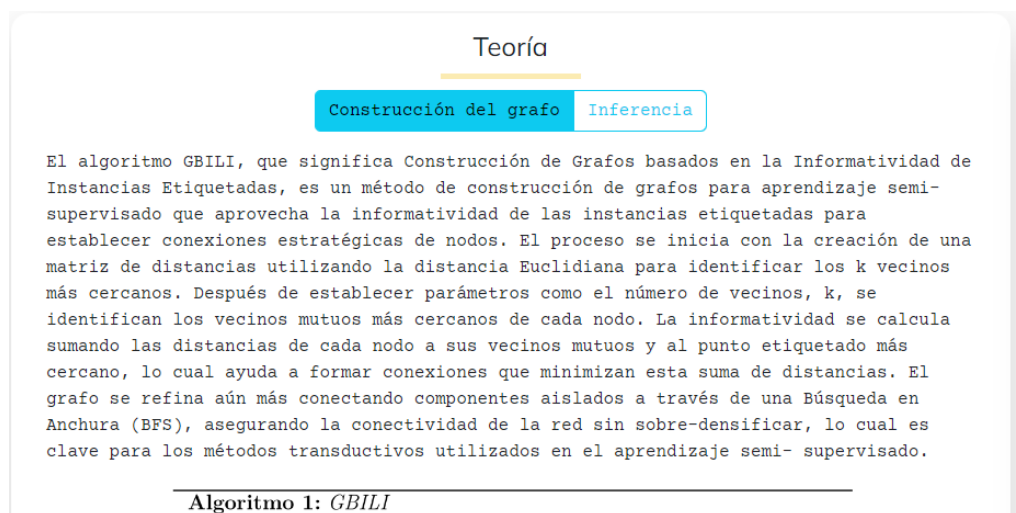 Teoría
Construcción del grafo
Inferencia
El algoritmo GBILI, que significa Construcción de Grafos basados en la Informatividad de
Instancias Etiquetadas, es un método de construcción de grafos para aprendizaje semi-
supervisado que aprovecha la informatividad de las instancias etiquetadas para
establecer conexiones estratégicas de nodos. El proceso se inicia con la creación de una
matriz de distancias utilizando la distancia Euclidiana para identificar los k vecinos
más cercanos. Después de establecer parámetros como el número de vecinos, k, se
identifican los vecinos mutuos más cercanos de cada nodo. La informatividad se calcula
sumando las distancias de cada nodo a sus vecinos mutuos y al punto etiquetado más
cercano, lo cual ayuda a formar conexiones que minimizan esta suma de distancias. El
grafo se refina aún más conectando componentes aislados a través de una Búsqueda en
Anchura (BFS), asegurando la conectividad de la red sin sobre-densificar, lo cual es
clave para los métodos transductivos utilizados en el aprendizaje semi- supervisado.
Algoritmo 1: GBILI